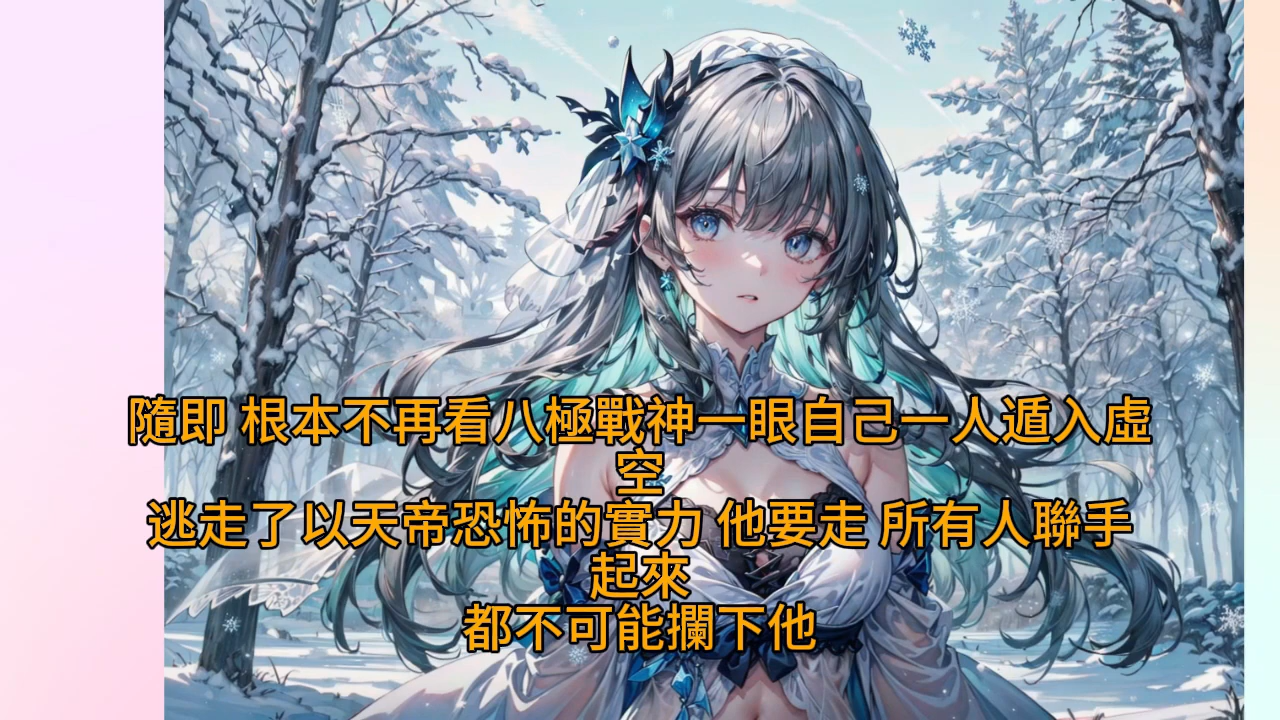 隨即 根本不再看八極戰神一眼自己一人遁入虛
空
逃走了以天帝恐怖的實力 他要走 所有人聯手
起來
都不可能攔下他